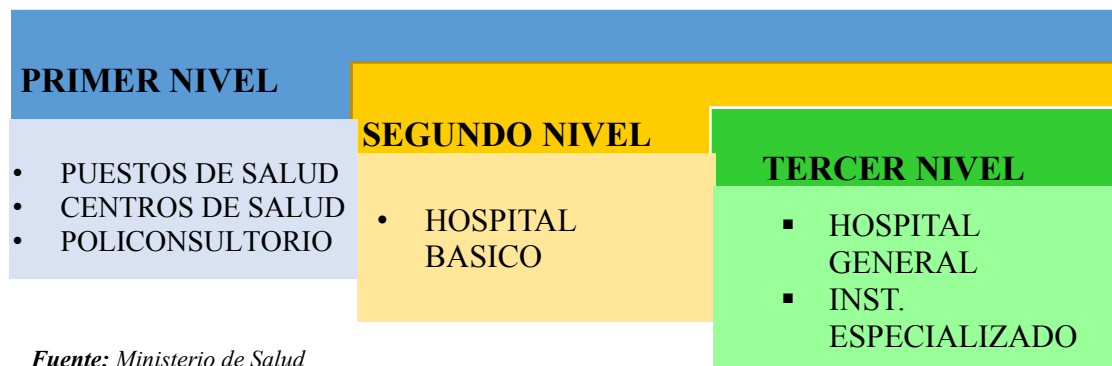 PRIMER NIVEL
• PUESTOS DE SALUD
• CENTROS DE SALUD
• POLICONSULTORIO
SEGUNDO NIVEL
• HOSPITAL
BASICO
TERCER NIVEL
▪ HOSPITAL
GENERAL
▪ INST.
ESPECIALIZADO
Fuente: Ministerio de Salud